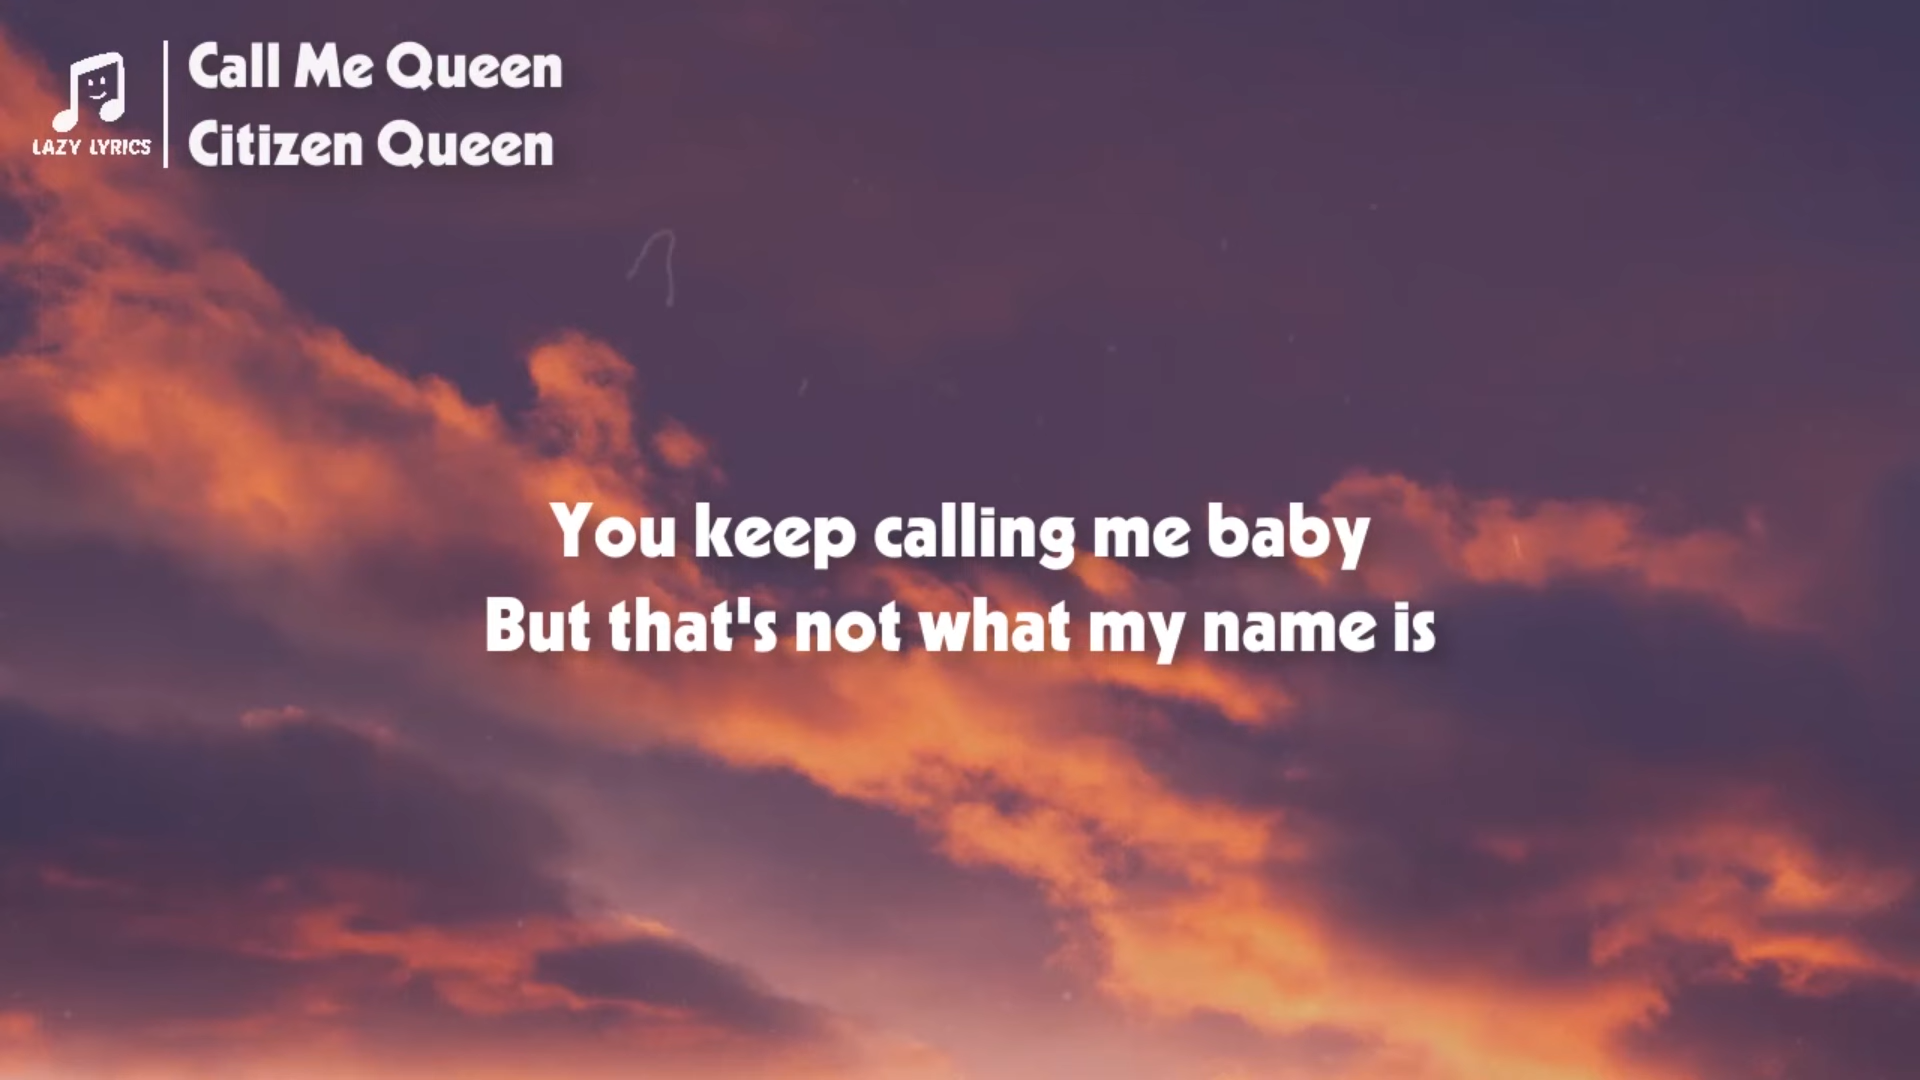 Call Me Queen
LAZY LYRICS
Citizen Queen
You keep calling me baby
But that's not what my name is